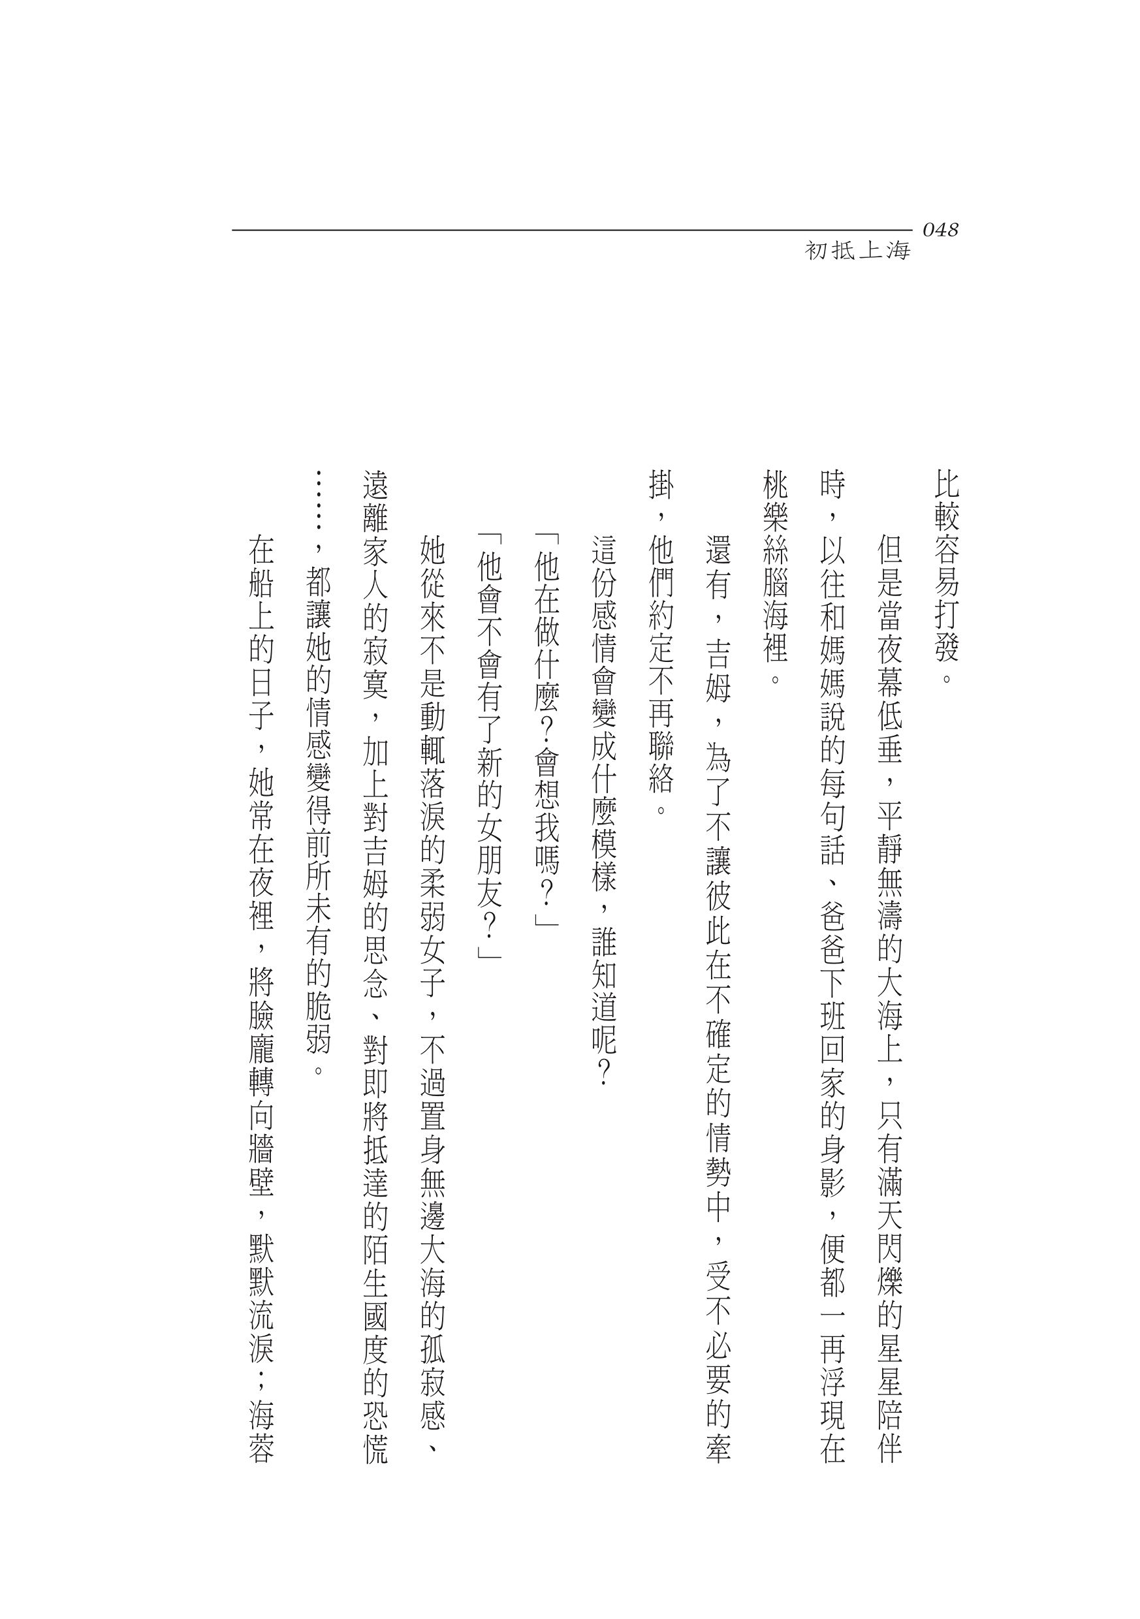 048
初抵上海
比較容易打發。
但是當夜幕低垂，平靜無濤的大海上，只有滿天閃爍的星星陪伴
時，以往和媽媽說的每句話、爸爸下班回家的身影，便都一再浮現在
桃樂絲腦海裡。
還有，吉姆，為了不讓彼此在不確定的情勢中，受不必要的牽
掛，他們約定不再聯絡。
這份感情會變成什麼模樣，誰知道呢？
「他在做什麼？會想我嗎？」
「他會不會有了新的女朋友？」
她從來不是動輒落淚的柔弱女子，不過置身無邊大海的孤寂感、
遠離家人的寂寞，加上對吉姆的思念、對即將抵達的陌生國度的恐慌
……，都讓她的情感變得前所未有的脆弱。
在船上的日子，她常在夜裡，將臉龐轉向牆壁，默默流淚；海蓉